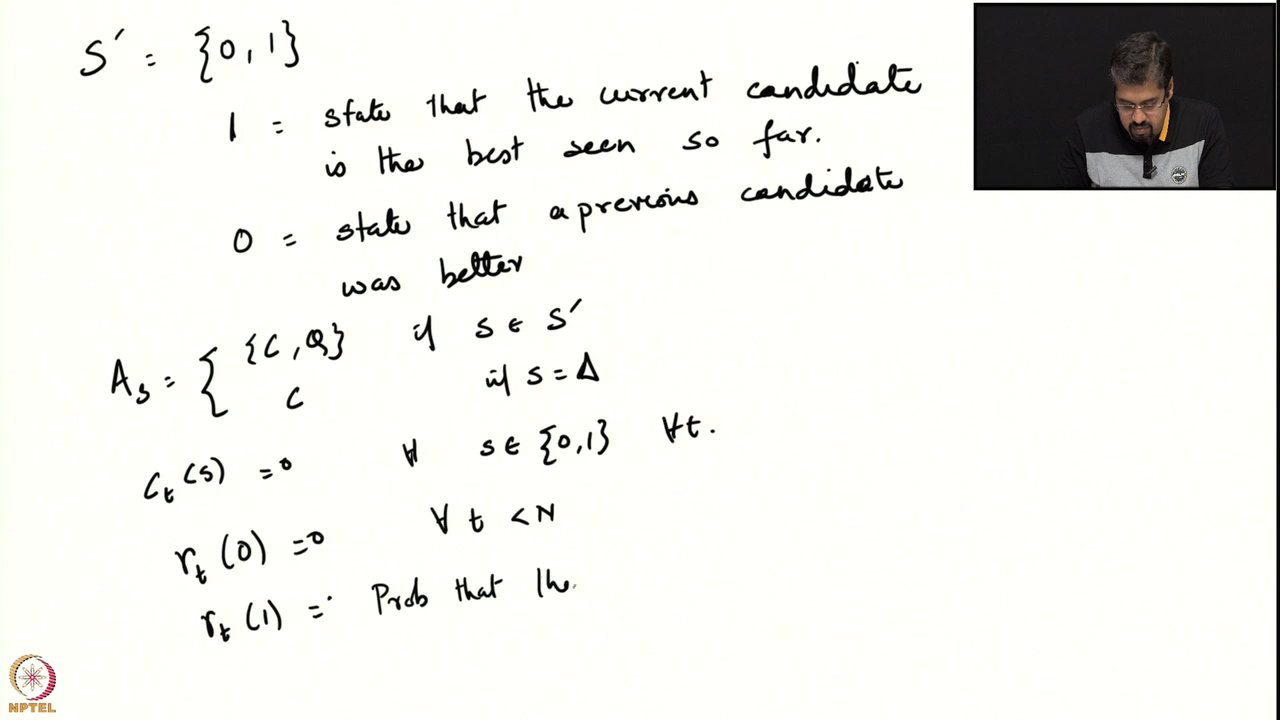 S′ = {0, 1}
1 = state that the current candidate
is the best seen so far.
0 = state that a previous candidate
was better
A_s = { {C, Q} if s ∈ S′
C if s = Δ
C_t (s) = 0 ∀ s ∈ {0, 1} ∀t.
r_t (0) = 0 ∀ t < N
r_t (1) = Prob that the
NPTEL